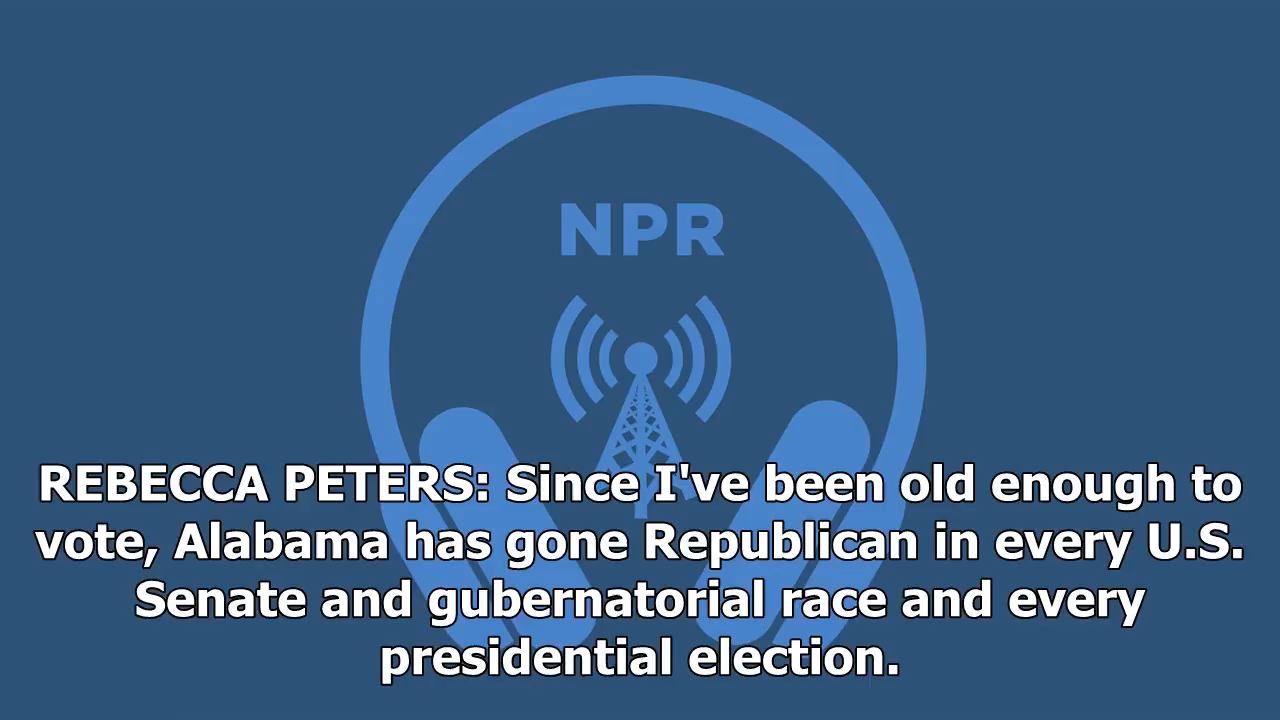 NPR
REBECCA PETERS: Since I've been old enough to
vote, Alabama has gone Republican in every U.S.
Senate and gubernatorial race and every
presidential election.